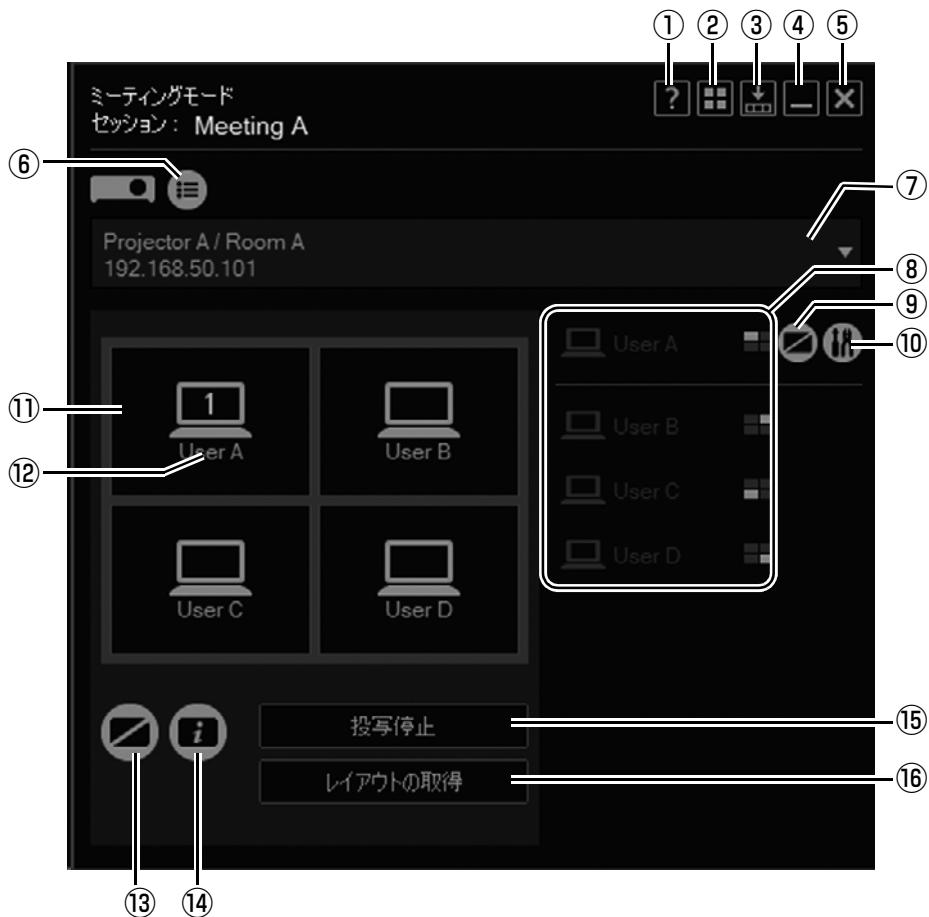 ① ② ③ ④ ⑤
ミーティングモード
セッション： Meeting A
?
⑥
⑦
Projector A / Room A
192.168.50.101
⑧
⑨
⑩
User A
User B
User C
User D
⑪
1
User A
User B
⑫
User C
User D
i
投写停止
⑮
レイアウトの取得
⑯
⑬ ⑭